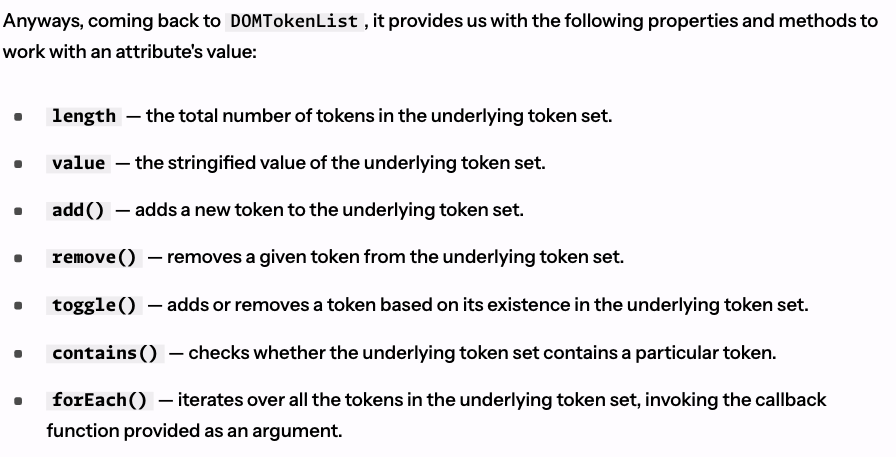 Anyways, coming back to DOMTokenList, it provides us with the following properties and methods to
work with an attribute's value:
length — the total number of tokens in the underlying token set.
value — the stringified value of the underlying token set.
add() — adds a new token to the underlying token set.
remove() — removes a given token from the underlying token set.
toggle() — adds or removes a token based on its existence in the underlying token set.
contains() — checks whether the underlying token set contains a particular token.
forEach() — iterates over all the tokens in the underlying token set, invoking the callback
function provided as an argument.